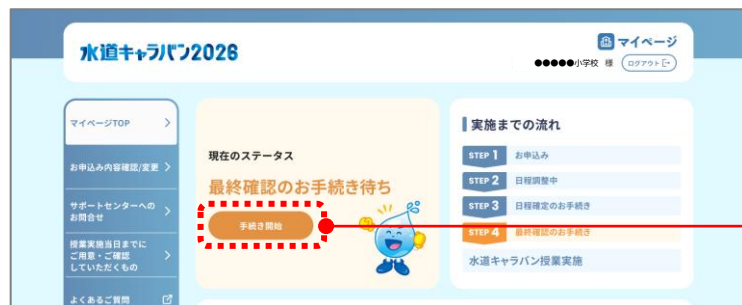 水道キャラバン2026
マイページ
●●●●●小学校 様 ログアウト
マイページTOP
お申込み内容確認/変更
サポートセンターへの
お問合せ
授業実施当日までに
ご用意・ご確認
していただくもの
よくあるご質問
現在のステータス
最終確認のお手続き待ち
手続き開始
実施までの流れ
STEP 1 お申込み
STEP 2 日程調整中
STEP 3 日程確定のお手続き
STEP 4 最終確認のお手続き
水道キャラバン授業実施